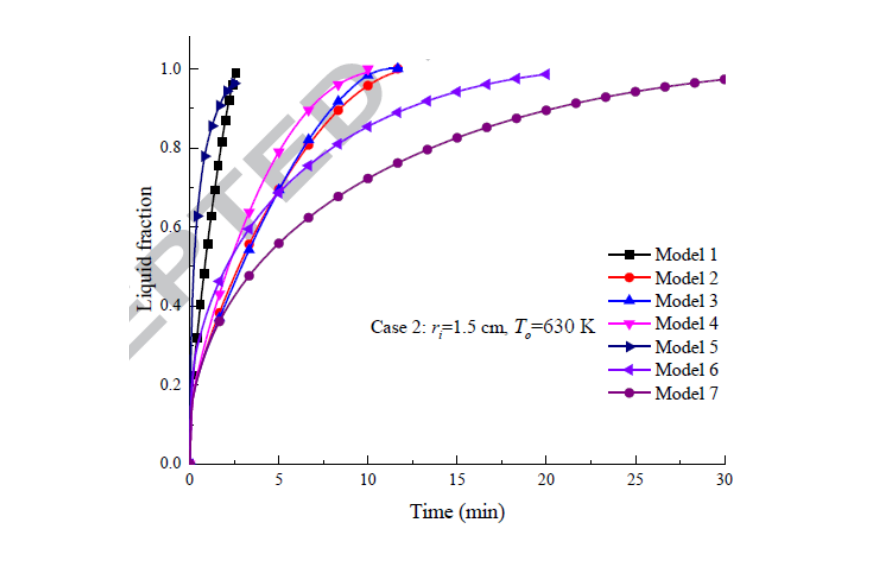 1.0
0.8
0.6
0.4
0.2
0.0
Liquid fraction
EPTED
Case 2: rᵢ=1.5 cm, Tₒ=630 K
Model 1
Model 2
Model 3
Model 4
Model 5
Model 6
Model 7
0 5 10 15 20 25 30
Time (min)